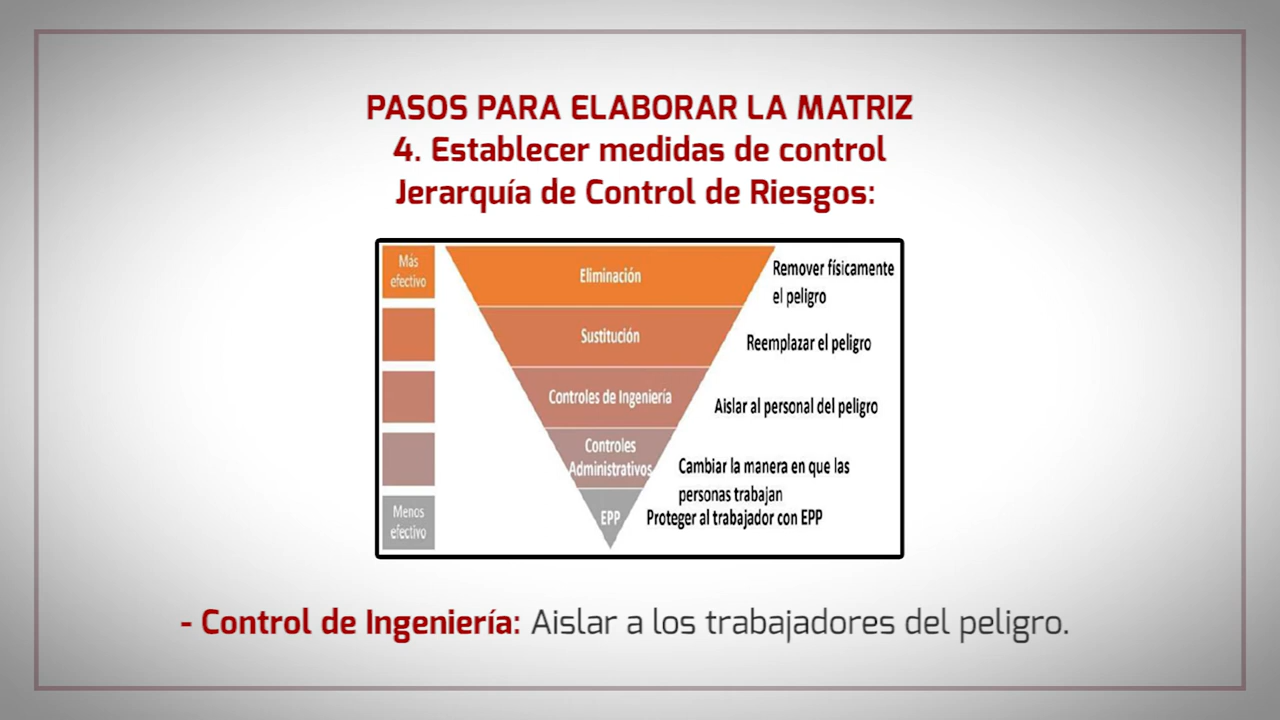 PASOS PARA ELABORAR LA MATRIZ
4. Establecer medidas de control
Jerarquía de Control de Riesgos:
Más
efectivo
Eliminación
Remover físicamente
el peligro
Sustitución
Reemplazar el peligro
Controles de Ingeniería
Aislar al personal del peligro
Controles
Administrativos
Cambiar la manera en que las
personas trabajan
Menos
efectivo
EPP
Proteger al trabajador con EPP
- Control de Ingeniería: Aislar a los trabajadores del peligro.